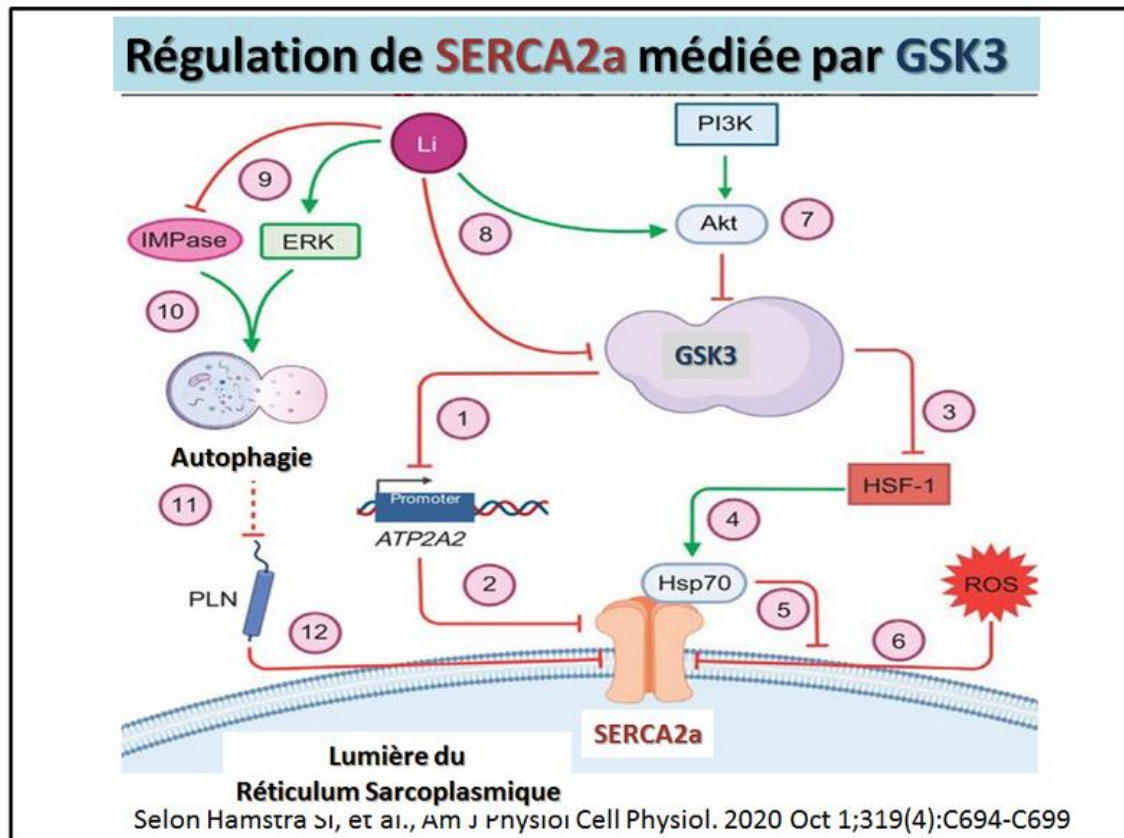 Régulation de SERCA2a médiée par GSK3
Li
PI3K
9
8
Akt
7
IMPase
ERK
10
GSK3
1
3
Autophagie
11
Promoter
ATP2A2
HSF-1
4
2
Hsp70
ROS
PLN
5
12
6
SERCA2a
Lumière du
Réticulum Sarcoplasmique
Selon Hamstra SI, et al., Am J Physiol Cell Physiol. 2020 Oct 1;319(4):C694-C699